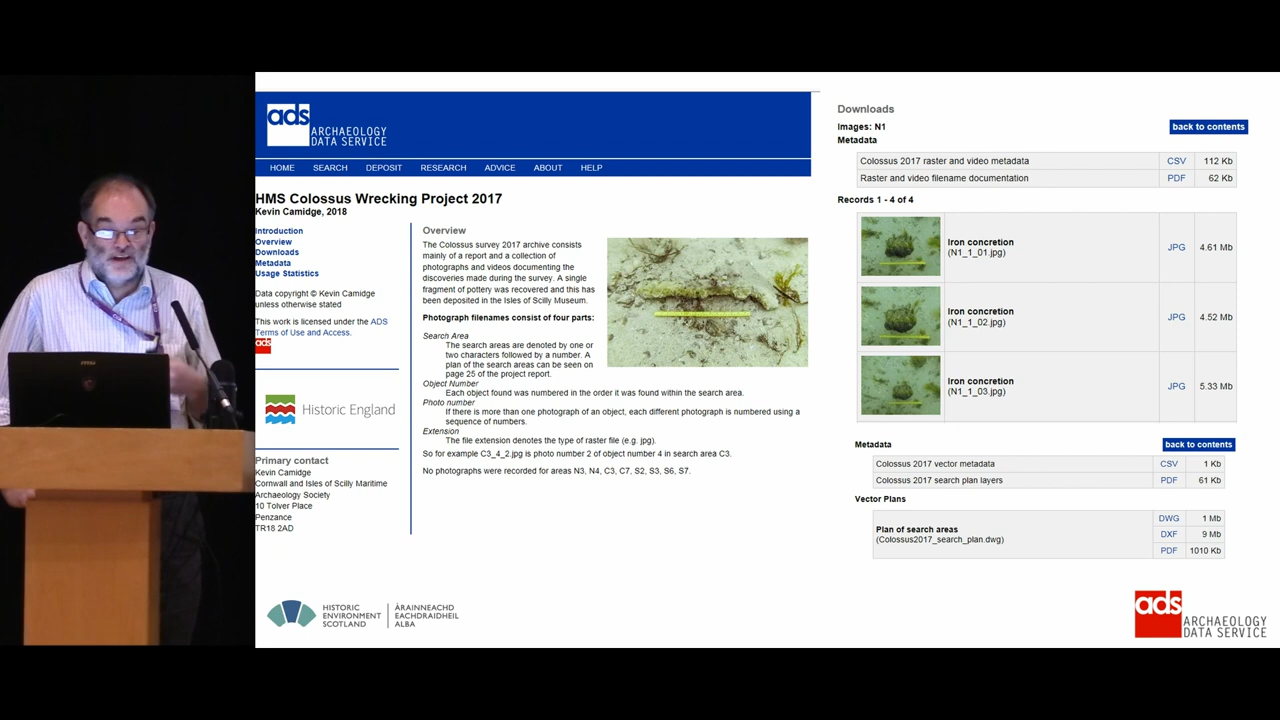 ads
ARCHAEOLOGY
DATA SERVICE
HOME SEARCH DEPOSIT RESEARCH ADVICE ABOUT HELP
HMS Colossus Wrecking Project 2017
Kevin Camidge, 2018
Introduction
Overview
Downloads
Metadata
Usage Statistics
Data copyright © Kevin Camidge
unless otherwise stated
This work is licensed under the ADS
Terms of Use and Access.
ads
Historic England
Primary contact
Kevin Camidge
Cornwall and Isles of Scilly Maritime
Archaeology Society
10 Tolver Place
Penzance
TR18 2AD
Overview
The Colossus survey 2017 archive consists
mainly of a report and a collection of
photographs and videos documenting the
discoveries made during the survey. A single
fragment of pottery was recovered and this has
been deposited in the Isles of Scilly Museum.
Photograph filenames consist of four parts:
Search Area
The search areas are denoted by one or
two characters followed by a number. A
plan of the search areas can be seen on
page 25 of the project report.
Object Number
Each object found was numbered in the order it was found within the search area.
Photo number
If there is more than one photograph of an object, each different photograph is numbered using a
sequence of numbers.
Extension
The file extension denotes the type of raster file (e.g. jpg).
So for example C3_4_2.jpg is photo number 2 of object number 4 in search area C3.
No photographs were recorded for areas N3, N4, C3, C7, S2, S3, S6, S7.
Downloads
Images: N1
back to contents
Metadata
Colossus 2017 raster and video metadata CSV 112 Kb
Raster and video filename documentation PDF 62 Kb
Records 1 - 4 of 4
Iron concretion
(N1_1_01.jpg)
JPG 4.61 Mb
Iron concretion
(N1_1_02.jpg)
JPG 4.52 Mb
Iron concretion
(N1_1_03.jpg)
JPG 5.33 Mb
Metadata
back to contents
Colossus 2017 vector metadata CSV 1 Kb
Colossus 2017 search plan layers PDF 61 Kb
Vector Plans
Plan of search areas
(Colossus2017_search_plan.dwg)
DWG 1 Mb
DXF 9 Mb
PDF 1010 Kb
HISTORIC
ENVIRONMENT
SCOTLAND
ÀRAINNEACHD
EACHDRAIDHEIL
ALBA
ads
ARCHAEOLOGY
DATA SERVICE